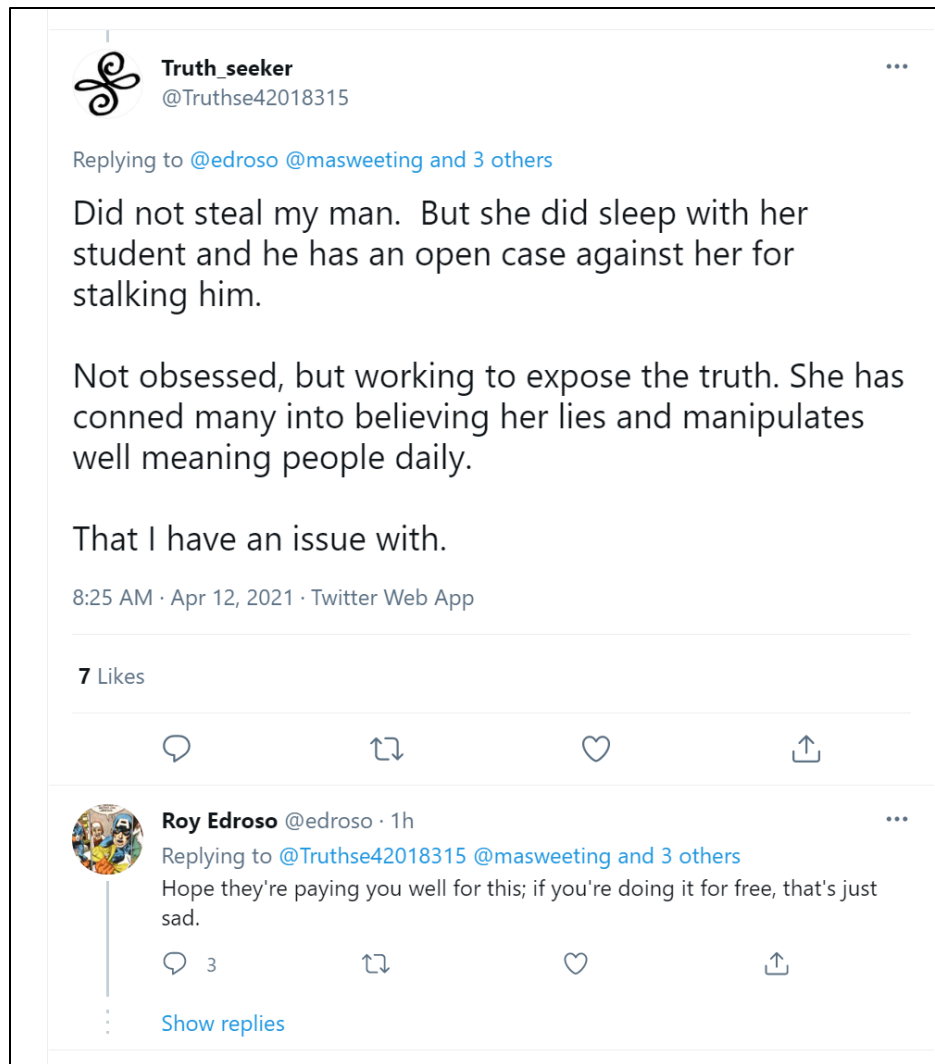 Truth_seeker
@Truthse42018315
Replying to @edroso @masweeting and 3 others
Did not steal my man.  But she did sleep with her
student and he has an open case against her for
stalking him.
Not obsessed, but working to expose the truth. She has
conned many into believing her lies and manipulates
well meaning people daily.
That I have an issue with.
8:25 AM · Apr 12, 2021 · Twitter Web App
7 Likes
Roy Edroso @edroso · 1h
Replying to @Truthse42018315 @masweeting and 3 others
Hope they're paying you well for this; if you're doing it for free, that's just
sad.
3
Show replies